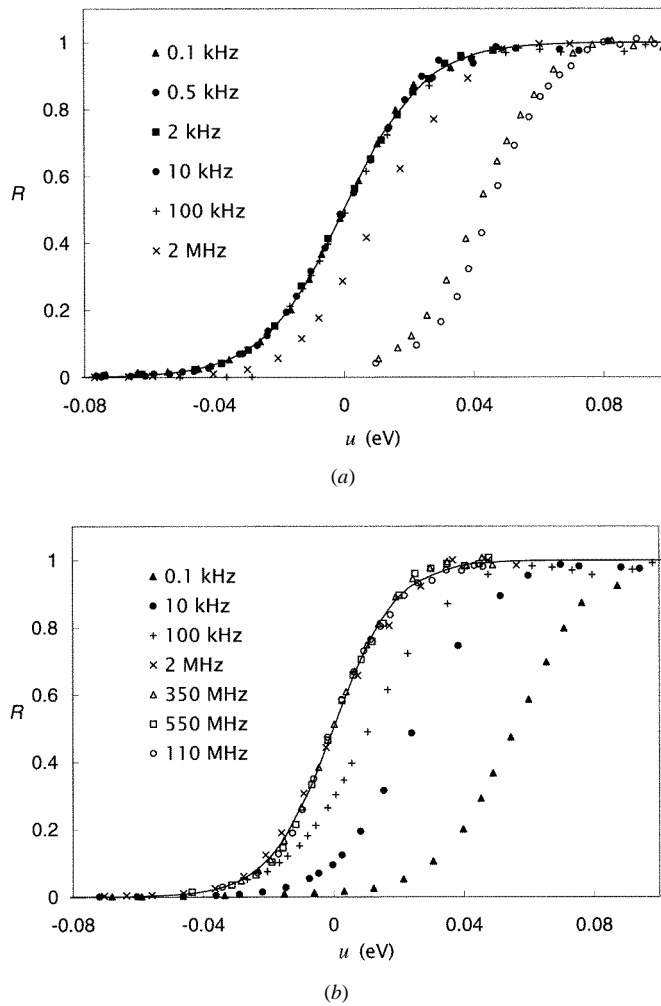 (a)
1
0.8
0.6
R
0.4
0.2
0
0.1 kHz
0.5 kHz
2 kHz
10 kHz
100 kHz
2 MHz
-0.08
-0.04
0
0.04
0.08
u (eV)
(a)
1
0.8
0.6
R
0.4
0.2
0
0.1 kHz
10 kHz
100 kHz
2 MHz
350 MHz
550 MHz
110 MHz
-0.08
-0.04
0
0.04
0.08
u (eV)
(b)